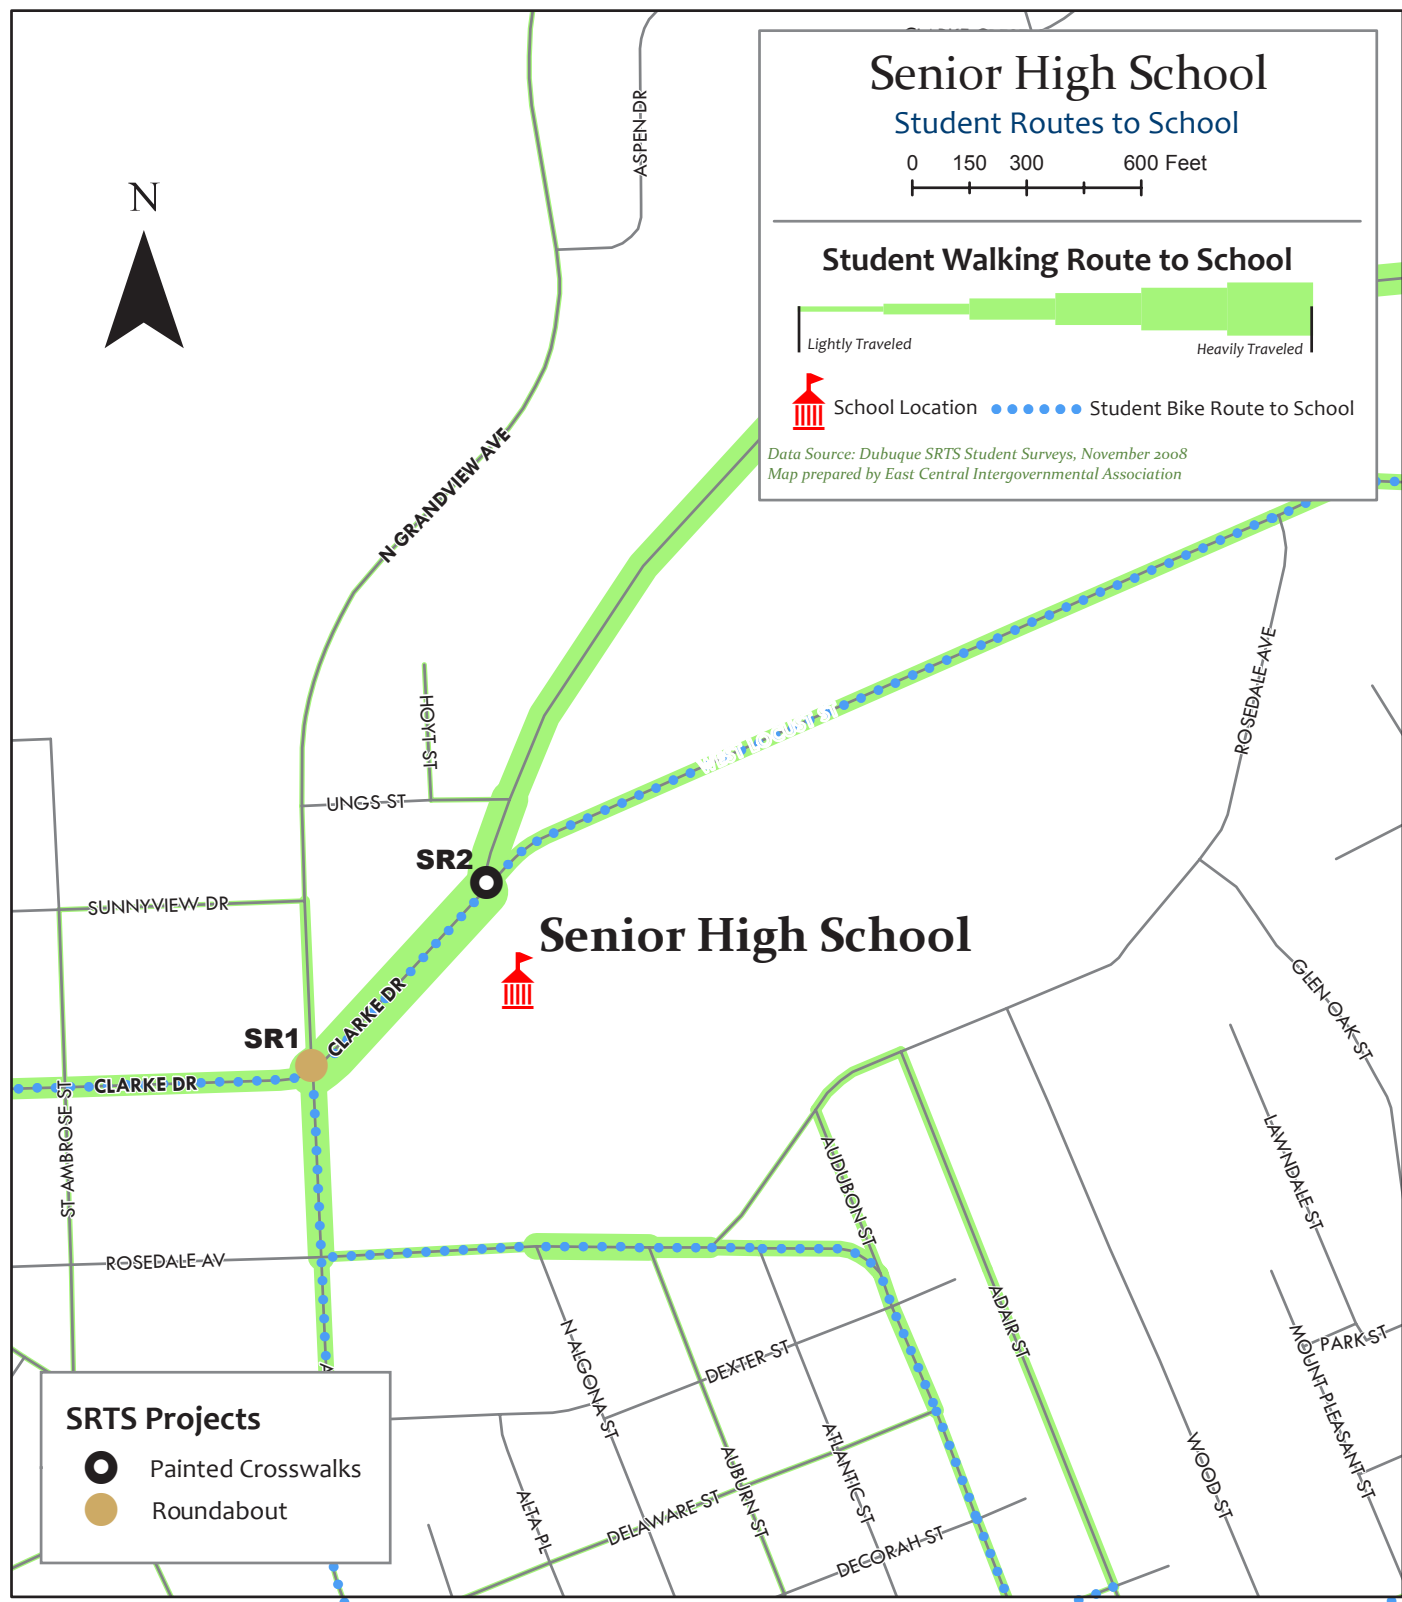 Senior High School
Student Routes to School
0 150 300 600 Feet
Student Walking Route to School
Lightly Traveled
Heavily Traveled
School Location
Student Bike Route to School
Data Source: Dubuque SRTS Student Surveys, November 2008
Map prepared by East Central Intergovernmental Association
N
ASPEN DR
N GRANDVIEW AVE
HOYT ST
UNGS ST
WEST LOCUST ST
ROSEDALE AVE
SR2
SUNNYVIEW DR
Senior High School
CLARKE DR
SR1
CLARKE DR
ST AMBROSE ST
GLEN OAK ST
LAWNDALE ST
AUDUBON ST
ROSEDALE AV
ADAIR ST
N ALGONA ST
DEXTER ST
PARK ST
MOUNT PLEASANT ST
AUBURN ST
ATLANTIC ST
WOOD ST
ALTA PL
DELAWARE ST
DECORAH ST
SRTS Projects
Painted Crosswalks
Roundabout